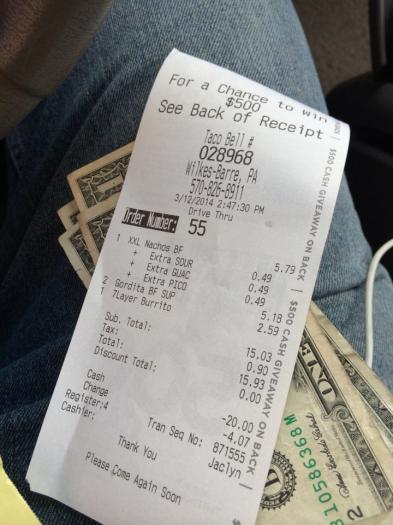 For a Chance to win
$500
See Back of Receipt
Taco Bell #
028968
Wilkes-Barre, PA
570-826-8911
3/12/2014 2:47:30 PM
Drive Thru
Order Number: 55
1 XXL Nachos BF 5.79
+ Extra SOUR 0.49
+ Extra GUAC 0.49
+ Extra PICO 0.49
2 Gordita BF SUP 5.18
1 7Layer Burrito 2.59
Sub. Total: 15.03
Tax: 0.90
Total: 15.93
Discount Total: 0.00
Cash -20.00
Change -4.07
Register:4 Tran Seq No: 871555
Cashier: Jaclyn
Thank You
Please Come Again Soon
$500 CASH GIVEAWAY ON BACK | $500 CASH GIVEAWAY ON BACK |
10586368M